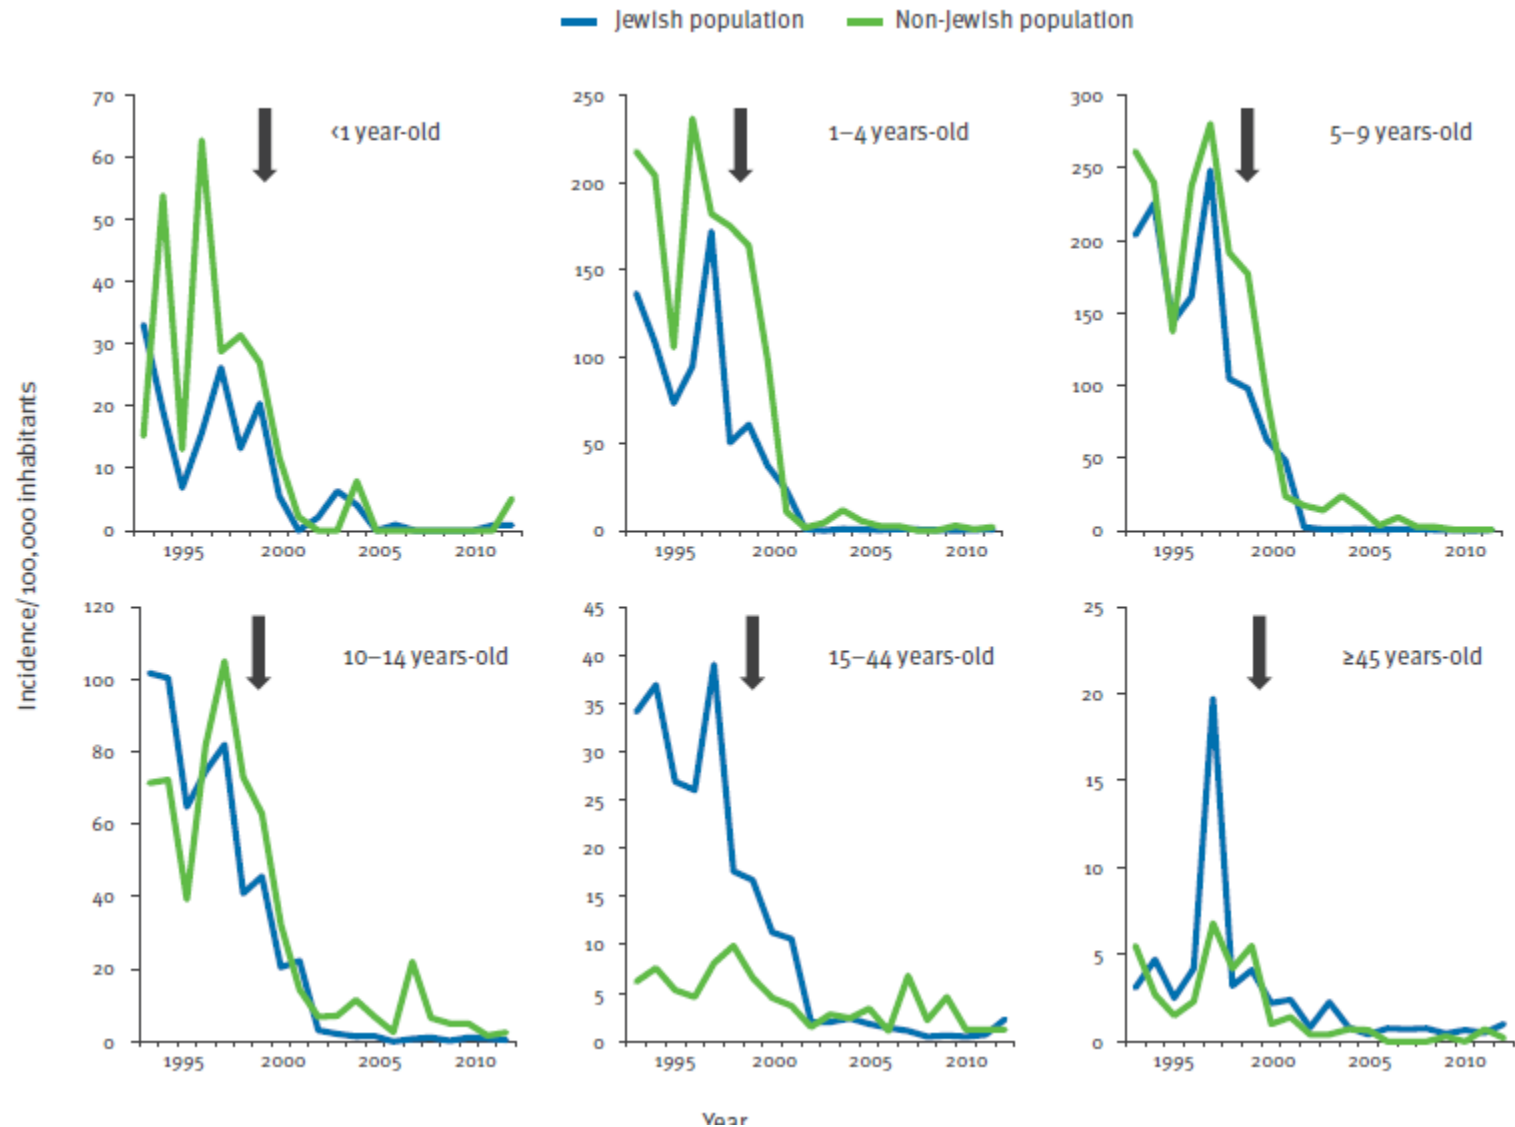 Jewish population Non-Jewish population
<1 year-old
70
60
50
40
30
20
10
0
1995 2000 2005 2010
1–4 years-old
250
200
150
100
50
0
1995 2000 2005 2010
5–9 years-old
300
250
200
150
100
50
0
1995 2000 2005 2010
Incidence/100,000 inhabitants
10–14 years-old
120
100
80
60
40
20
0
1995 2000 2005 2010
15–44 years-old
45
40
35
30
25
20
15
10
5
0
1995 2000 2005 2010
≥45 years-old
25
20
15
10
5
0
1995 2000 2005 2010
Year